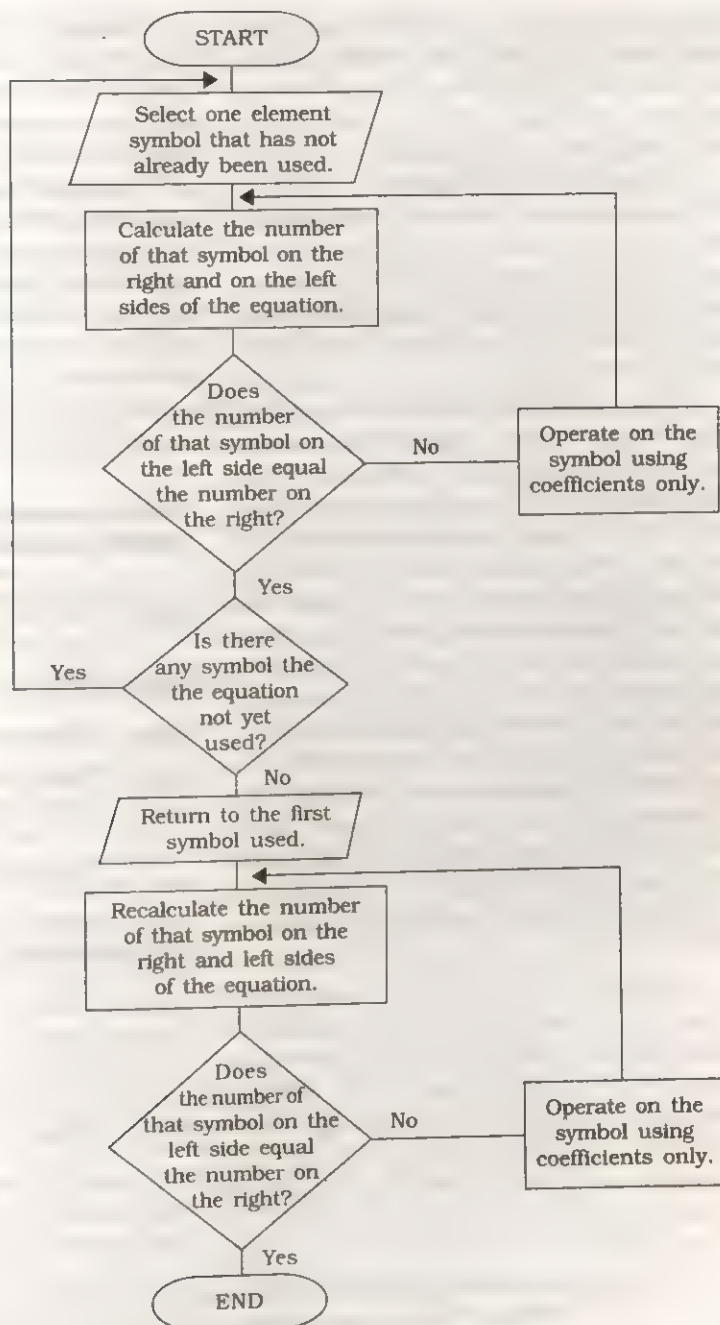 START
Select one element
symbol that has not
already been used.
Calculate the number
of that symbol on the
right and on the left
sides of the equation.
Does
the number
of that symbol on
the left side equal
the number on
the right?
No
Operate on the
symbol using
coefficients only.
Yes
Is there
any symbol the
the equation
not yet
used?
Yes
No
Return to the first
symbol used.
Recalculate the number
of that symbol on the
right and left sides
of the equation.
Does
the number of
that symbol on the
left side equal
the number on
the right?
No
Operate on the
symbol using
coefficients only.
Yes
END